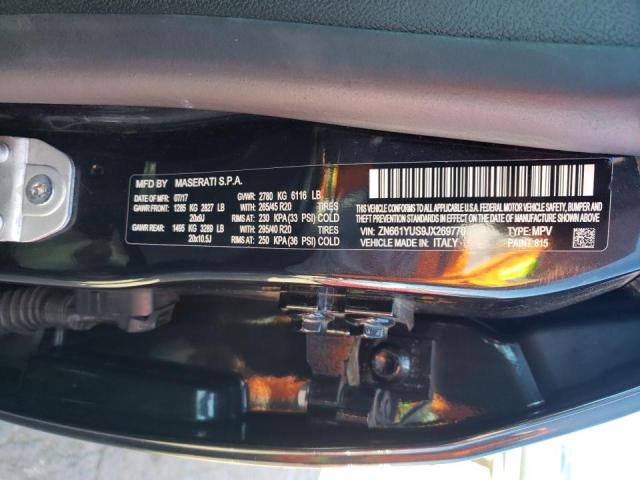 MFD BY MASERATI S.P.A.
DATE OF MFR: 07/17 GVWR: 2780 KG 6116 LB
GAWR FRONT: 1285 KG 2827 LB WITH: 265/45 R20 TIRES
20x9J RIMS AT: 230 KPA (33 PSI) COLD
GAWR REAR: 1495 KG 3289 LB WITH: 295/40 R20 TIRES
20x10.5J RIMS AT: 250 KPA (36 PSI) COLD
THIS VEHICLE CONFORMS TO ALL APPLICABLE U.S.A. FEDERAL MOTOR VEHICLE
SAFETY, BUMPER, AND THEFT PREVENTION STANDARDS IN EFFECT
ON THE DATE OF MANUFACTURE SHOWN ABOVE.
VIN: ZN661YUS9JX269770 TYPE: MPV
VEHICLE MADE IN: ITALY PAINT: 815